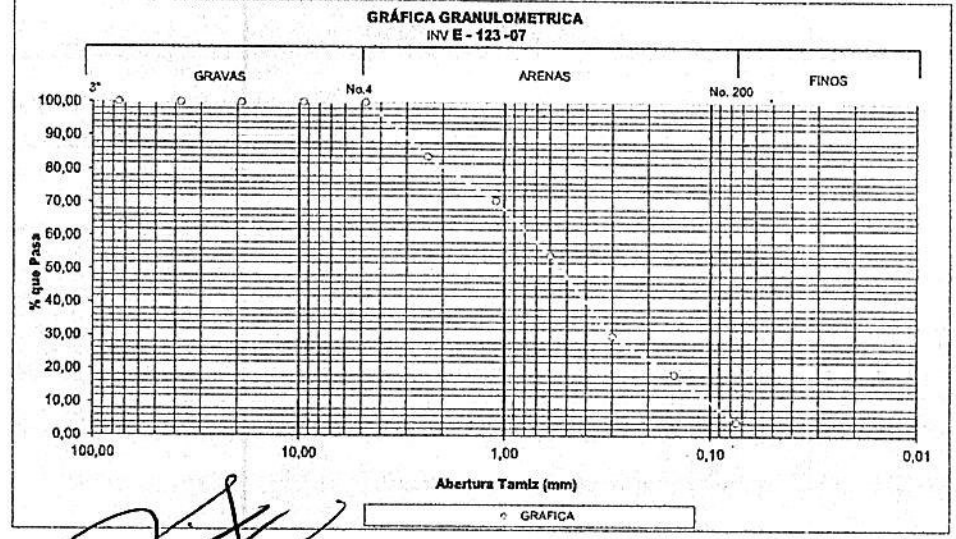 GRÁFICA GRANULOMETRICA
INV E - 123 -07
GRAVAS
ARENAS
FINOS
3"
No.4
No. 200
100,00
90,00
80,00
70,00
60,00
50,00
40,00
30,00
20,00
10,00
0,00
% que Pasa
100,00 10,00 1,00 0,10 0,01
Abertura Tamiz (mm)
GRAFICA